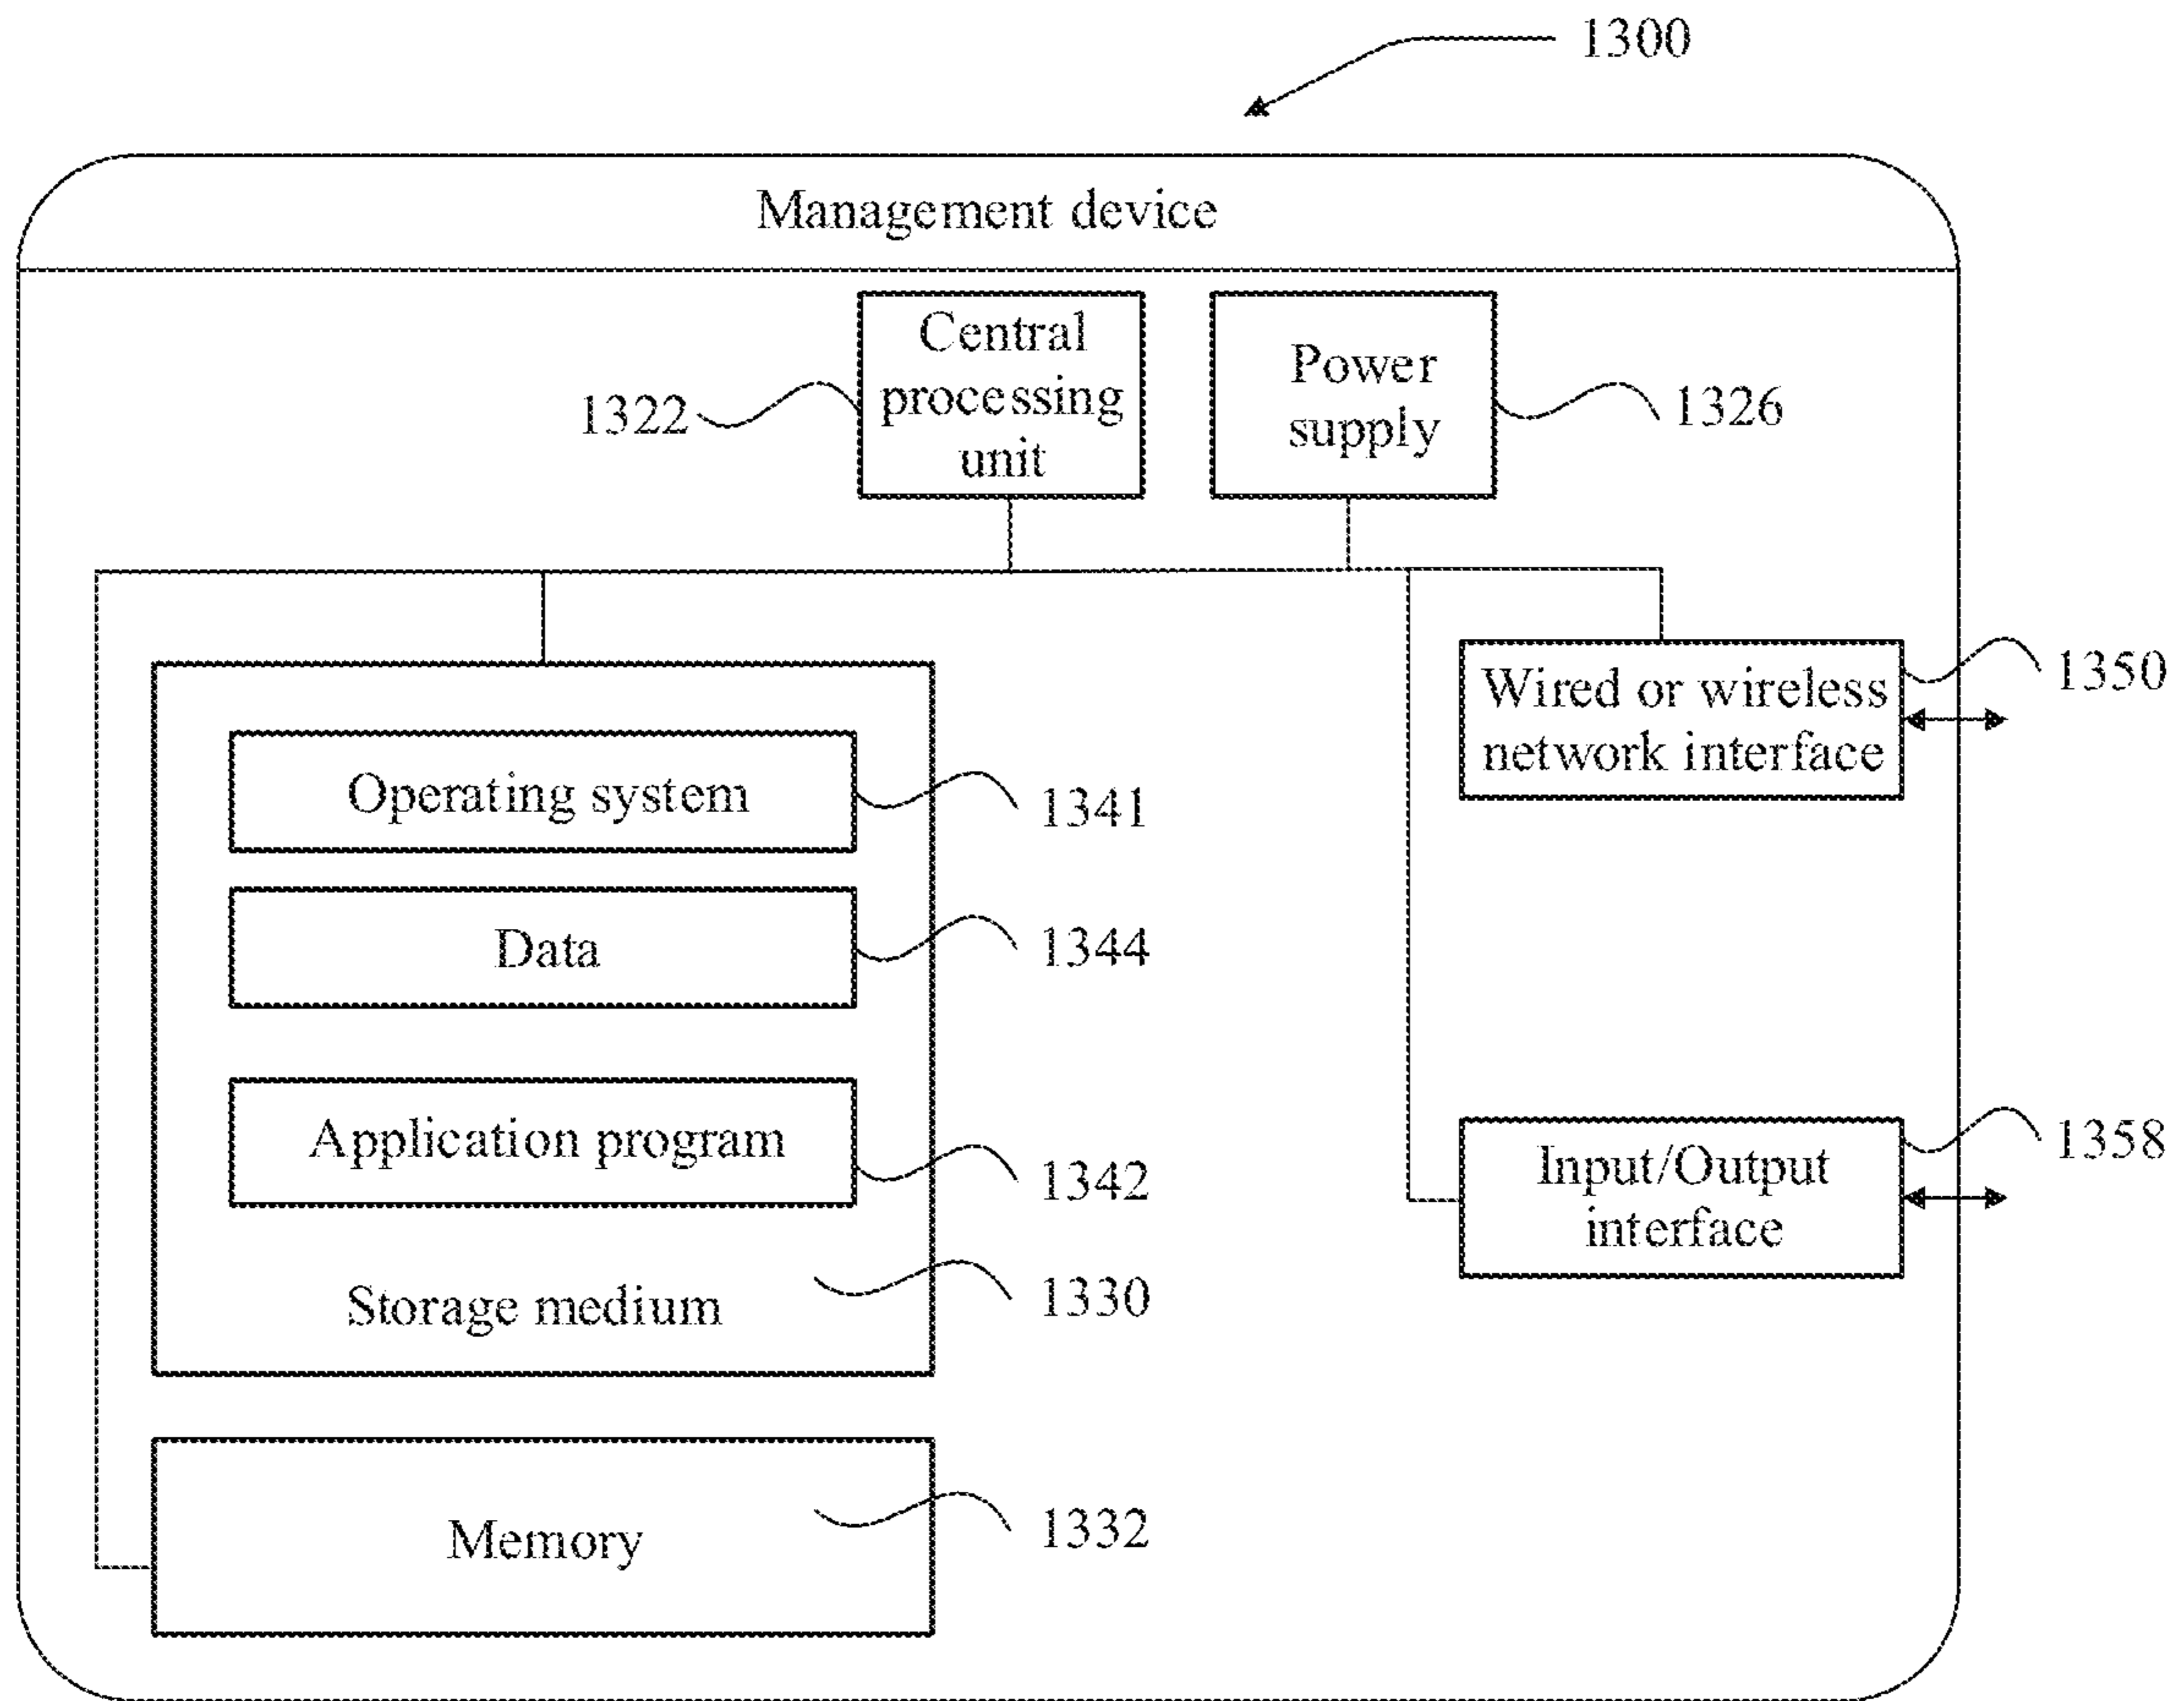 1300
Management device
Central
processing
unit
1322
Power
supply
1326
Wired or wireless
network interface
1350
Operating system
1341
Data
1344
Application program
1342
Input/Output
interface
1358
Storage medium
1330
Memory
1332